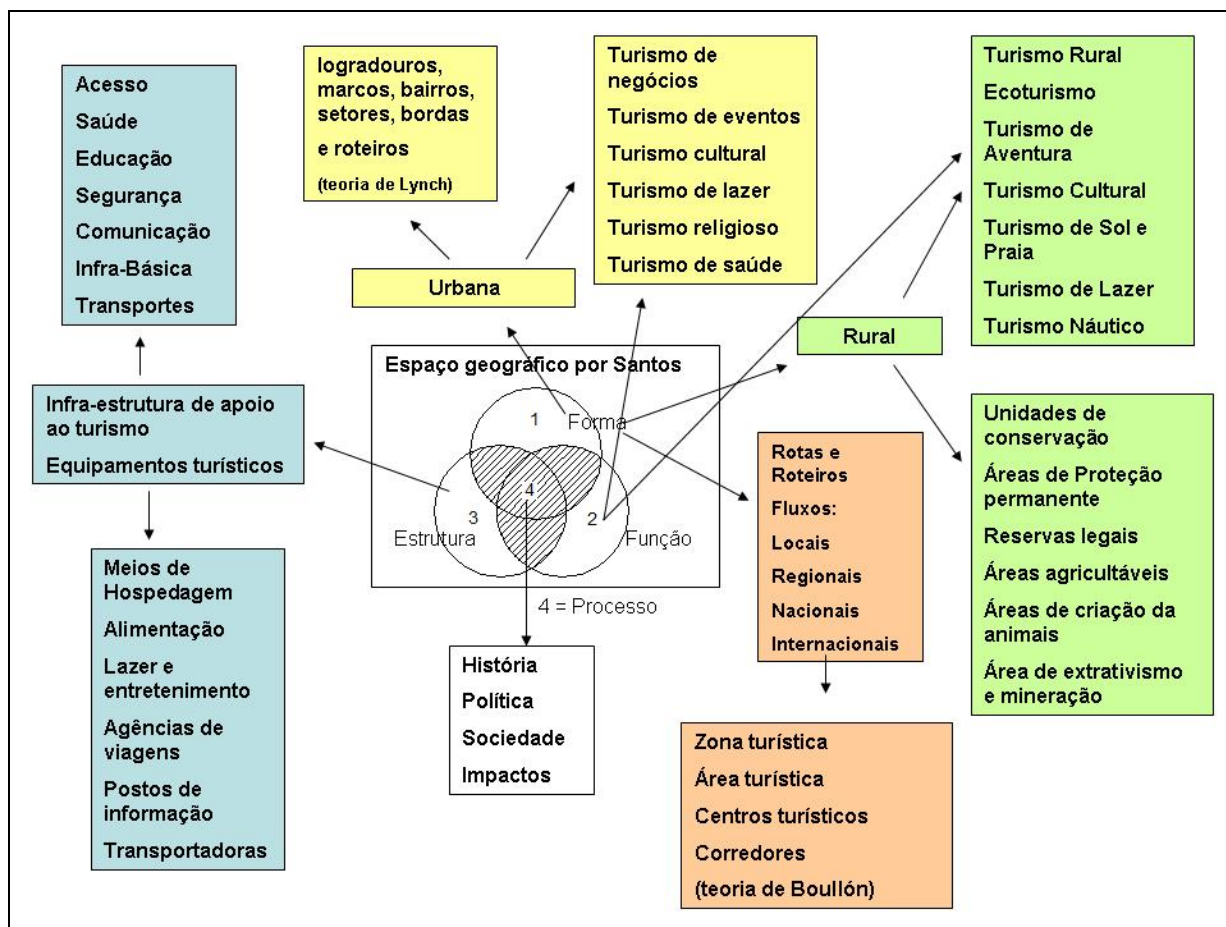 Acesso
Saúde
Educação
Segurança
Comunicação
Infra-Básica
Transportes
logradouros,
marcos, bairros,
setores, bordas
e roteiros
(teoria de Lynch)
Turismo de
negócios
Turismo de eventos
Turismo cultural
Turismo de lazer
Turismo religioso
Turismo de saúde
Turismo Rural
Ecoturismo
Turismo de
Aventura
Turismo Cultural
Turismo de Sol e
Praia
Turismo de Lazer
Turismo Náutico
Urbana
Rural
Infra-estrutura de apoio
ao turismo
Equipamentos turísticos
Espaço geográfico por Santos
1
Forma
4
3
2
Estrutura
Função
4 = Processo
Rotas e
Roteiros
Fluxos:
Locais
Regionais
Nacionais
Internacionais
Unidades de
conservação
Áreas de Proteção
permanente
Reservas legais
Áreas agricultáveis
Áreas de criação da
animais
Área de extrativismo
e mineração
Meios de
Hospedagem
Alimentação
Lazer e
entretenimento
Agências de
viagens
Postos de
informação
Transportadoras
História
Política
Sociedade
Impactos
Zona turística
Área turística
Centros turísticos
Corredores
(teoria de Boullón)